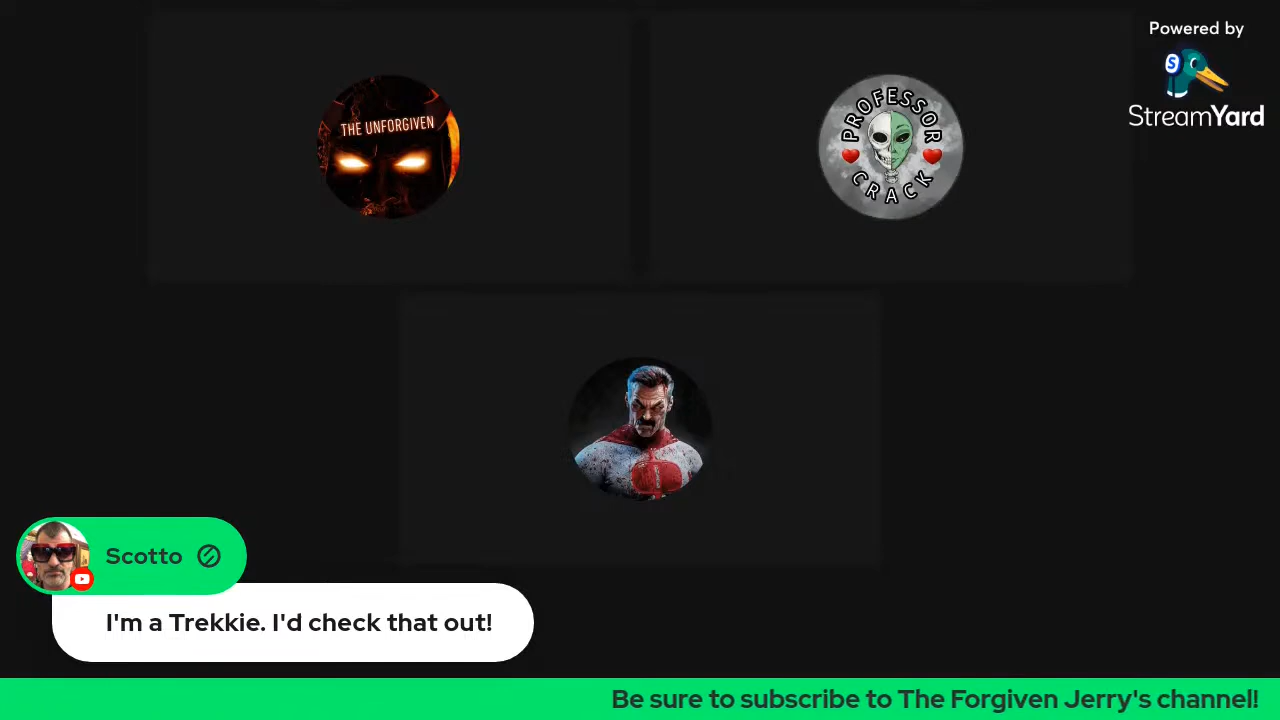 Powered by
StreamYard
THE UNFORGIVEN
PROFESSOR
CRACK
Scotto
I'm a Trekkie. I'd check that out!
Be sure to subscribe to The Forgiven Jerry's channel!